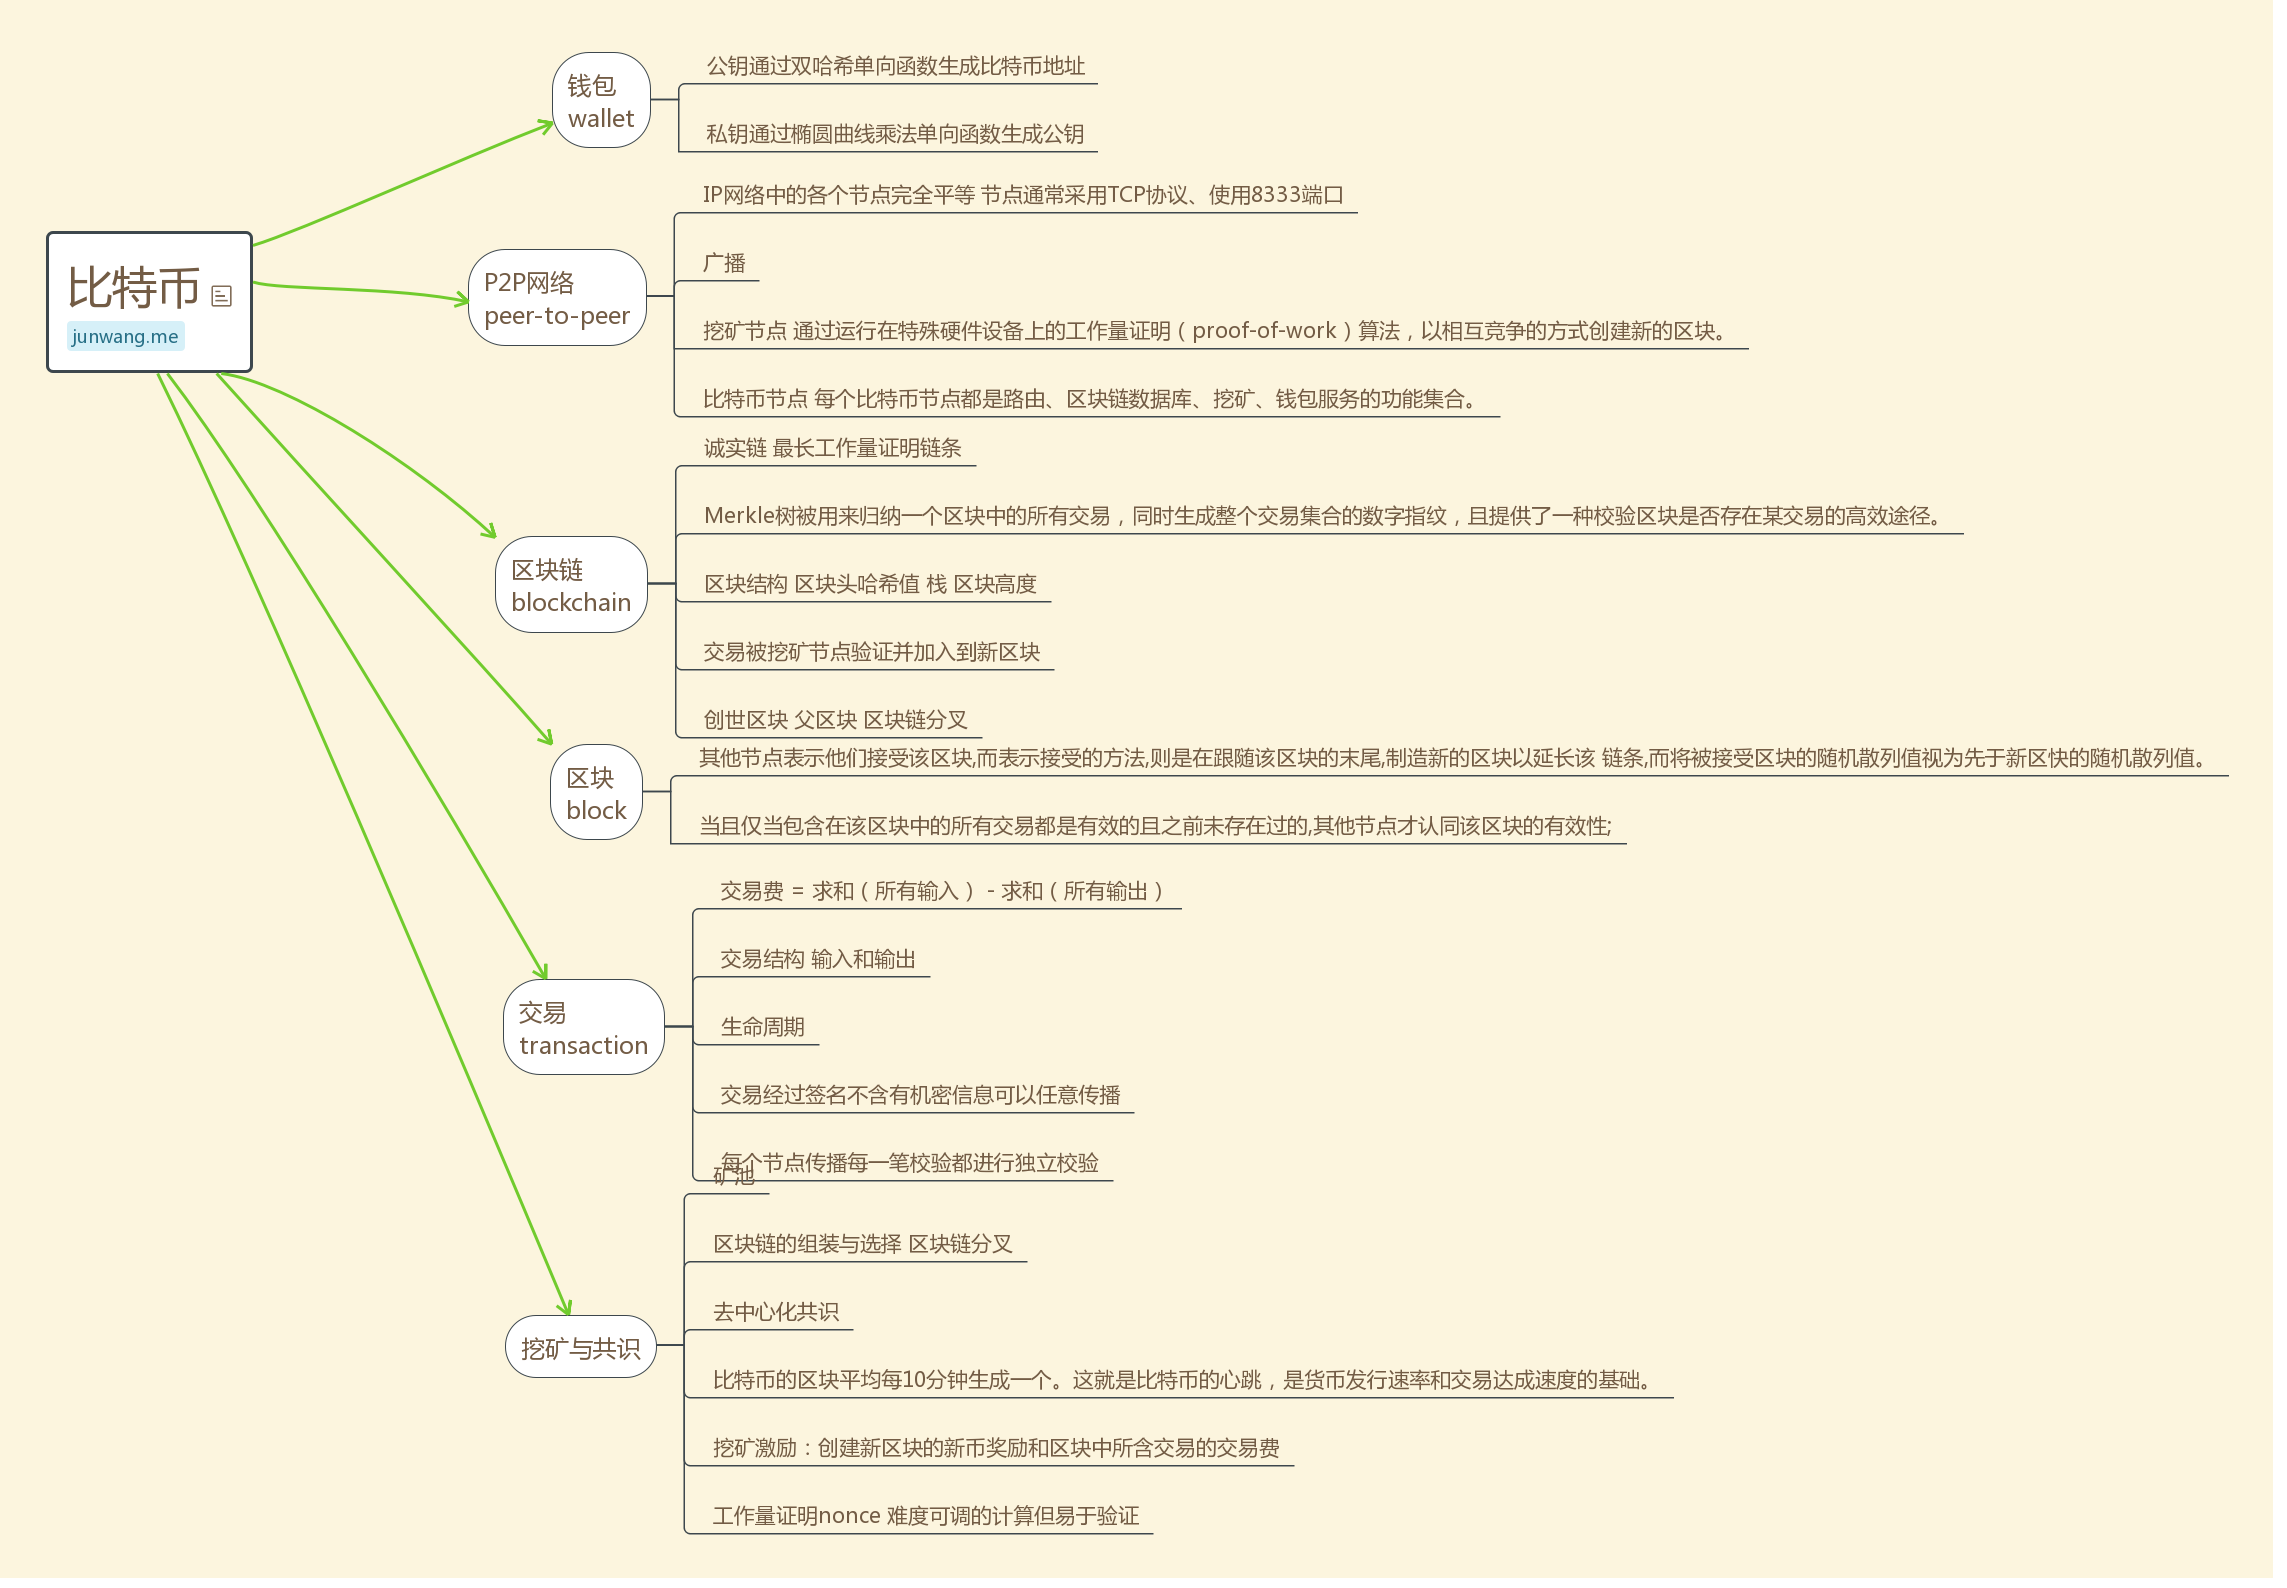 比特币
junwang.me
钱包
wallet
公钥通过双哈希单向函数生成比特币地址
私钥通过椭圆曲线乘法单向函数生成公钥
P2P网络
peer-to-peer
IP网络中的各个节点完全平等 节点通常采用TCP协议、使用8333端口
广播
挖矿节点 通过运行在特殊硬件设备上的工作量证明（proof-of-work）算法，以相互竞争的方式创建新的区块。
比特币节点 每个比特币节点都是路由、区块链数据库、挖矿、钱包服务的功能集合。
区块链
blockchain
诚实链 最长工作量证明链条
Merkle树被用来归纳一个区块中的所有交易，同时生成整个交易集合的数字指纹，且提供了一种校验区块是否存在某交易的高效途径。
区块结构 区块头哈希值 栈 区块高度
交易被挖矿节点验证并加入到新区块
创世区块 父区块 区块链分叉
区块
block
其他节点表示他们接受该区块,而表示接受的方法,则是在跟随该区块的末尾,制造新的区块以延长该 链条,而将被接受区块的随机散列值视为先于新区快的随机散列值。
当且仅当包含在该区块中的所有交易都是有效的且之前未存在过的,其他节点才认同该区块的有效性;
交易
transaction
交易费 = 求和（所有输入） - 求和（所有输出）
交易结构 输入和输出
生命周期
交易经过签名不含有机密信息可以任意传播
每个节点传播每一笔校验都进行独立校验
挖矿与共识
矿池
区块链的组装与选择 区块链分叉
去中心化共识
比特币的区块平均每10分钟生成一个。这就是比特币的心跳，是货币发行速率和交易达成速度的基础。
挖矿激励：创建新区块的新币奖励和区块中所含交易的交易费
工作量证明nonce 难度可调的计算但易于验证